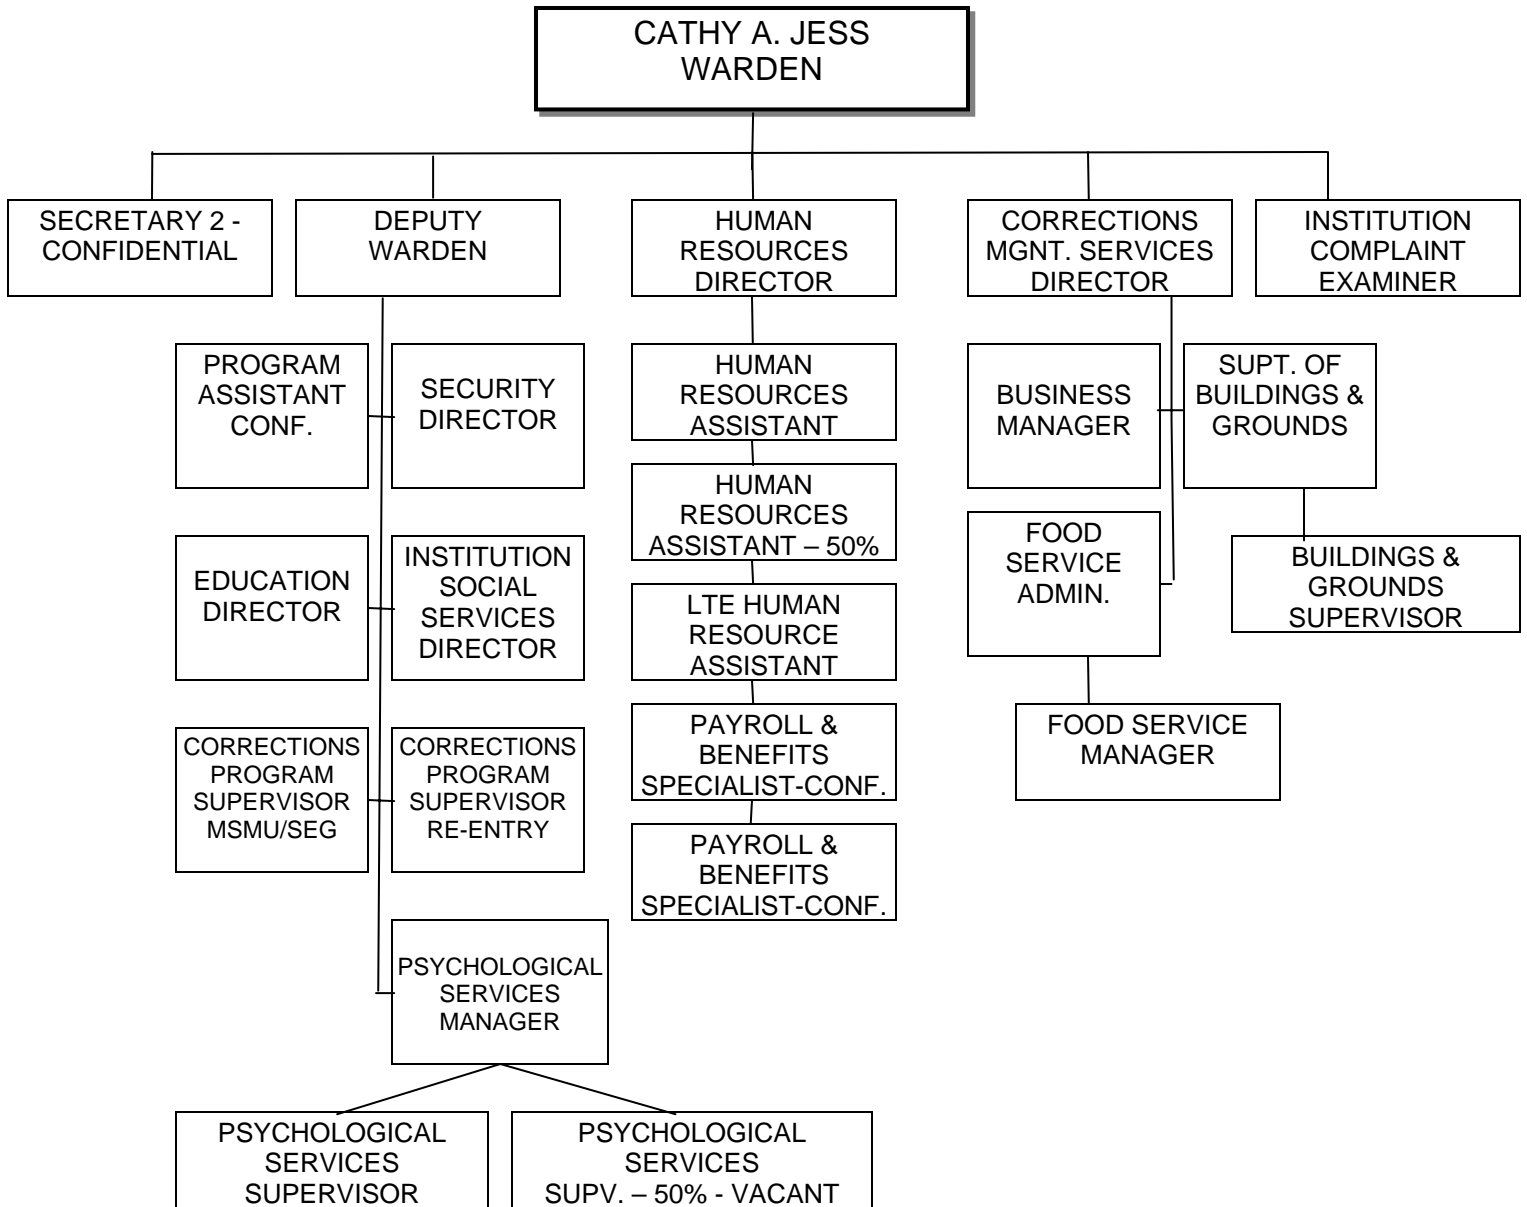 CATHY A. JESS
WARDEN
SECRETARY 2 -
CONFIDENTIAL
DEPUTY
WARDEN
HUMAN
RESOURCES
DIRECTOR
CORRECTIONS
MGNT. SERVICES
DIRECTOR
INSTITUTION
COMPLAINT
EXAMINER
PROGRAM
ASSISTANT
CONF.
SECURITY
DIRECTOR
HUMAN
RESOURCES
ASSISTANT
BUSINESS
MANAGER
SUPT. OF
BUILDINGS &
GROUNDS
HUMAN
RESOURCES
ASSISTANT – 50%
EDUCATION
DIRECTOR
INSTITUTION
SOCIAL
SERVICES
DIRECTOR
FOOD
SERVICE
ADMIN.
BUILDINGS &
GROUNDS
SUPERVISOR
LTE HUMAN
RESOURCE
ASSISTANT
CORRECTIONS
PROGRAM
SUPERVISOR
MSMU/SEG
CORRECTIONS
PROGRAM
SUPERVISOR
RE-ENTRY
PAYROLL &
BENEFITS
SPECIALIST-CONF.
FOOD SERVICE
MANAGER
PAYROLL &
BENEFITS
SPECIALIST-CONF.
PSYCHOLOGICAL
SERVICES
MANAGER
PSYCHOLOGICAL
SERVICES
SUPERVISOR
PSYCHOLOGICAL
SERVICES
SUPV. – 50% - VACANT